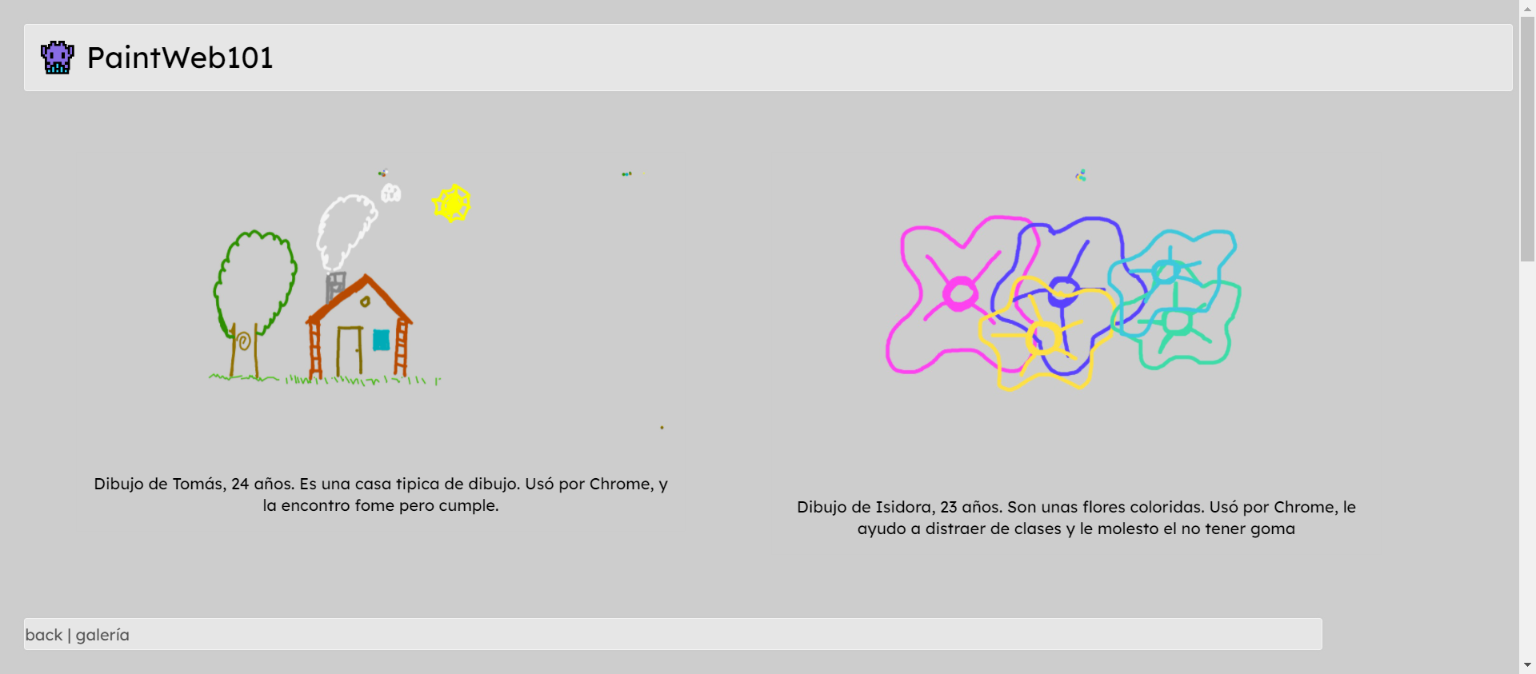 PaintWeb101
Dibujo de Tomás, 24 años. Es una casa tipica de dibujo. Usó por Chrome, y
la encontro fome pero cumple.
Dibujo de Isidora, 23 años. Son unas flores coloridas. Usó por Chrome, le
ayudo a distraer de clases y le molesto el no tener goma
back | galería